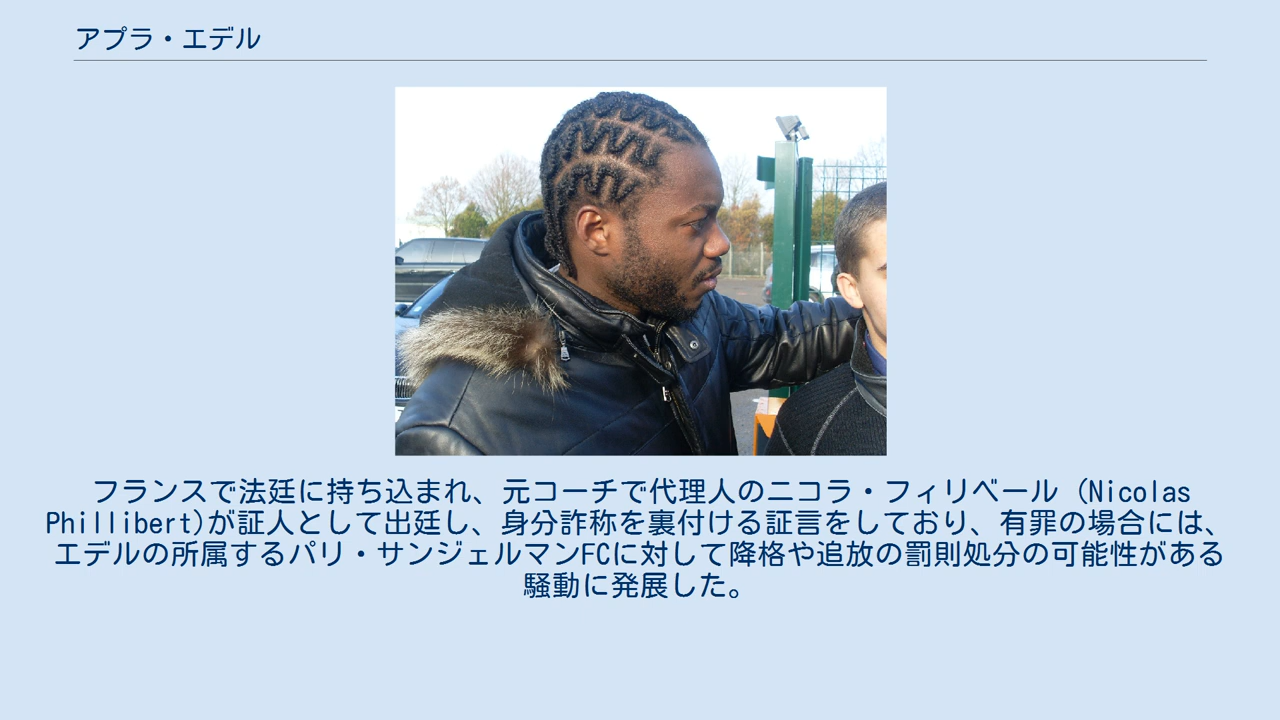 アプラ・エデル
フランスで法廷に持ち込まれ、元コーチで代理人のニコラ・フィリベール (Nicolas
Phillibert)が証人として出廷し、身分詐称を裏付ける証言をしており、有罪の場合には、
エデルの所属するパリ・サンジェルマンFCに対して降格や追放の罰則処分の可能性がある
騒動に発展した。